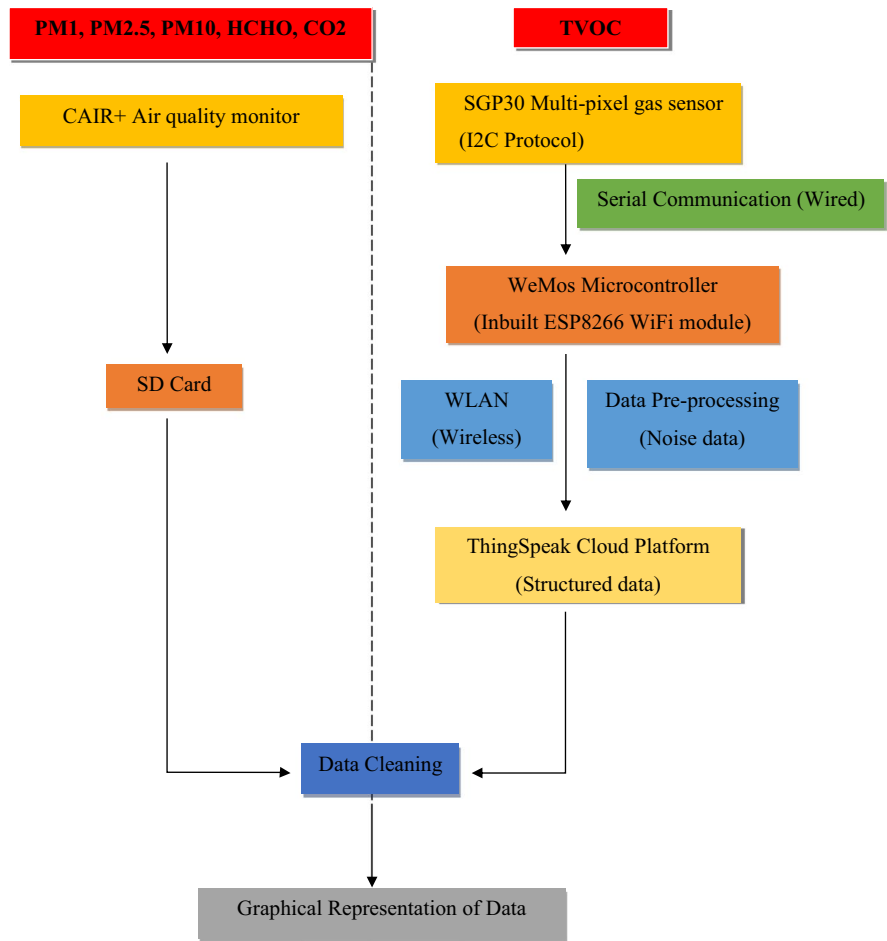 PM1, PM2.5, PM10, HCHO, CO2
TVOC
CAIR+ Air quality monitor
SGP30 Multi-pixel gas sensor
(I2C Protocol)
Serial Communication (Wired)
WeMos Microcontroller
(Inbuilt ESP8266 WiFi module)
SD Card
WLAN
(Wireless)
Data Pre-processing
(Noise data)
ThingSpeak Cloud Platform
(Structured data)
Data Cleaning
Graphical Representation of Data